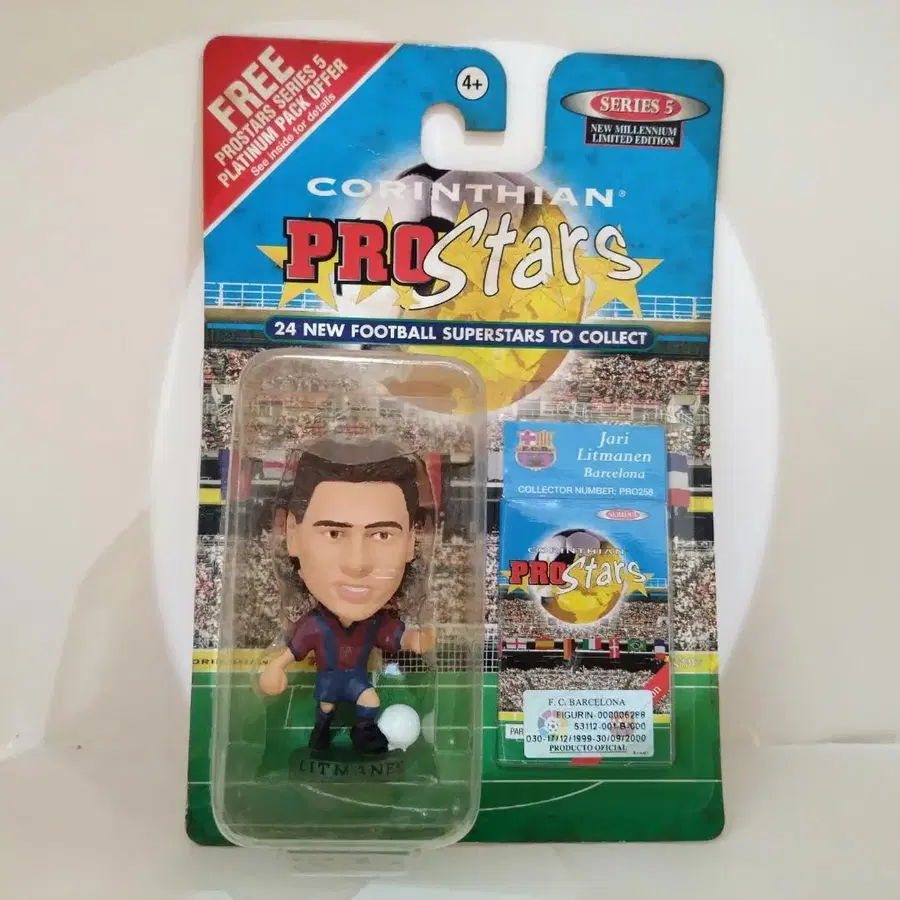 FREE
PROSTARS SERIES 5
PLATINUM PACK OFFER
See inside for details
4+
SERIES 5
NEW MILLENNIUM
LIMITED EDITION
CORINTHIAN®
PROStars
24 NEW FOOTBALL SUPERSTARS TO COLLECT
Jari
Litmanen
Barcelona
COLLECTOR NUMBER: PRO258
SERIES 5
CORINTHIAN
PROStars
F. C. BARCELONA
FIGURIN-000006288
53112-001-B-000
030-17/12/1999-30/09/2000
PRODUCTO OFICIAL
LITMANEN